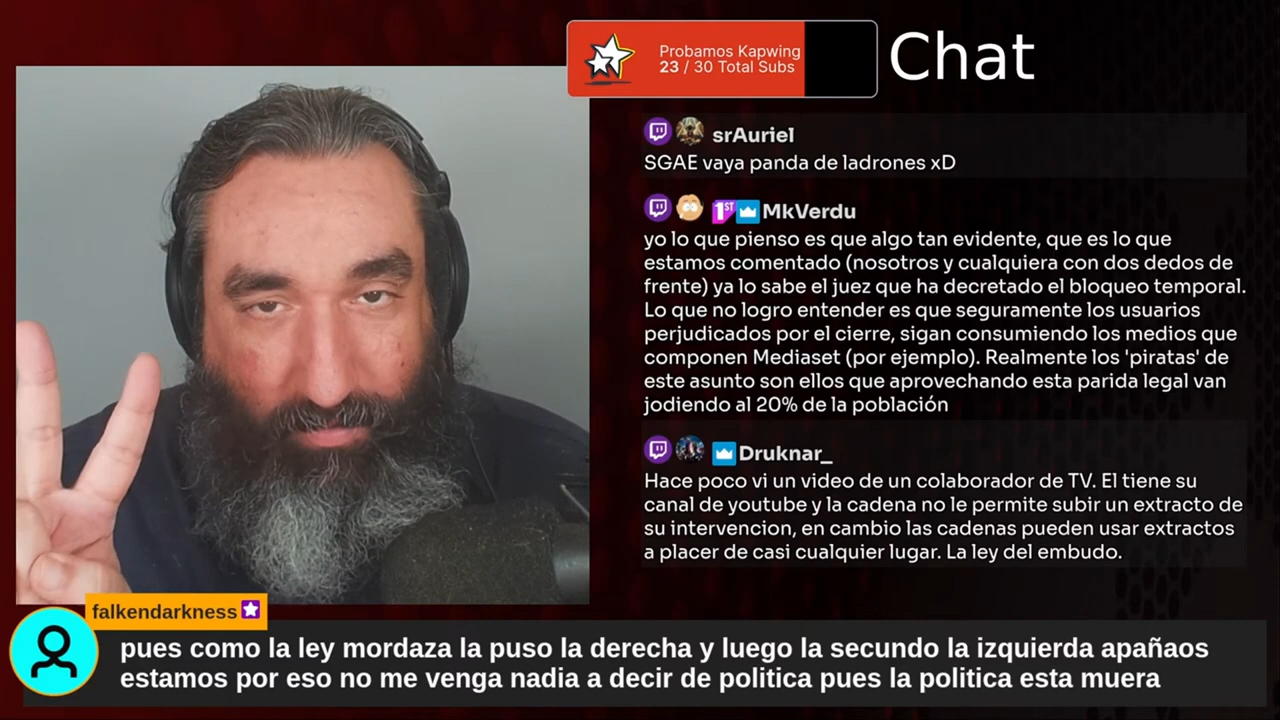 Probamos Kapwing
23 / 30 Total Subs
Chat
srAuriel
SGAE vaya panda de ladrones xD
1ST MkVerdu
yo lo que pienso es que algo tan evidente, que es lo que
estamos comentado (nosotros y cualquiera con dos dedos de
frente) ya lo sabe el juez que ha decretado el bloqueo temporal.
Lo que no logro entender es que seguramente los usuarios
perjudicados por el cierre, sigan consumiendo los medios que
componen Mediaset (por ejemplo). Realmente los 'piratas' de
este asunto son ellos que aprovechando esta parida legal van
jodiendo al 20% de la población
Druknar_
Hace poco vi un video de un colaborador de TV. El tiene su
canal de youtube y la cadena no le permite subir un extracto de
su intervencion, en cambio las cadenas pueden usar extractos
a placer de casi cualquier lugar. La ley del embudo.
falkendarkness
pues como la ley mordaza la puso la derecha y luego la secundo la izquierda apañaos
estamos por eso no me venga nadia a decir de politica pues la politica esta muera